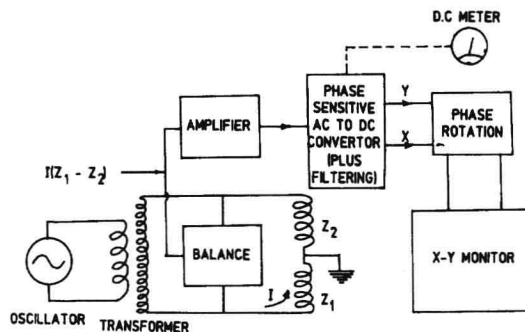 D.C METER
PHASE
SENSITIVE
AC TO DC
CONVERTOR
(PLUS
FILTERING)
AMPLIFIER
Y
X
PHASE
ROTATION
I(Z₁ - Z₂)
BALANCE
Z₂
I
Z₁
X-Y MONITOR
OSCILLATOR
TRANSFORMER